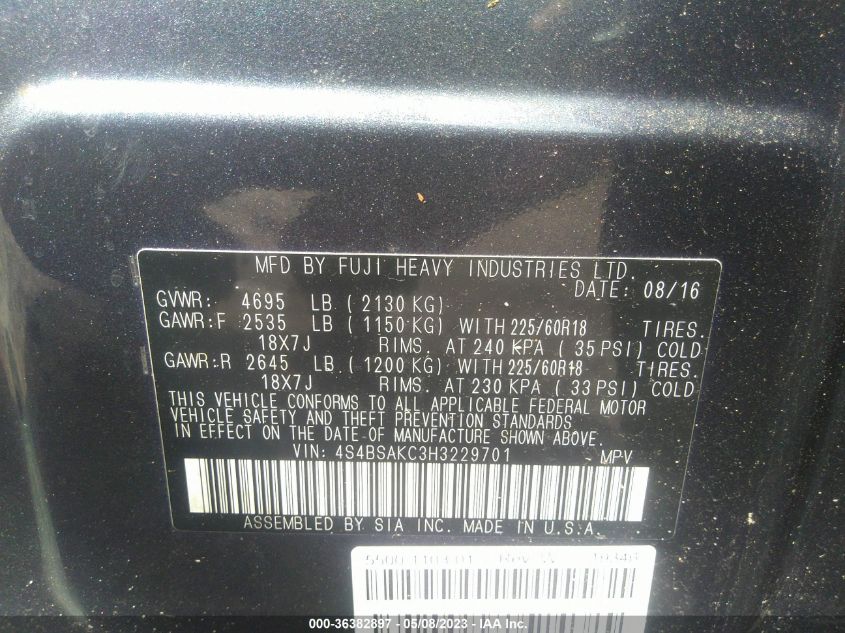 MFD BY FUJI HEAVY INDUSTRIES LTD.
DATE: 08/16
GVWR: 4695 LB ( 2130 KG)
GAWR:F 2535 LB ( 1150 KG) WITH 225/60R18 TIRES.
18X7J RIMS. AT 240 KPA ( 35 PSI) COLD
GAWR:R 2645 LB ( 1200 KG) WITH 225/60R18 TIRES.
18X7J RIMS. AT 230 KPA ( 33 PSI) COLD
THIS VEHICLE CONFORMS TO ALL APPLICABLE FEDERAL MOTOR
VEHICLE SAFETY AND THEFT PREVENTION STANDARDS
IN EFFECT ON THE DATE OF MANUFACTURE SHOWN ABOVE.
VIN: 4S4BSAKC3H3229701 MPV
ASSEMBLED BY SIA INC. MADE IN U.S.A.
Rev
000-36382897 - 05/08/2023 - IAA Inc.